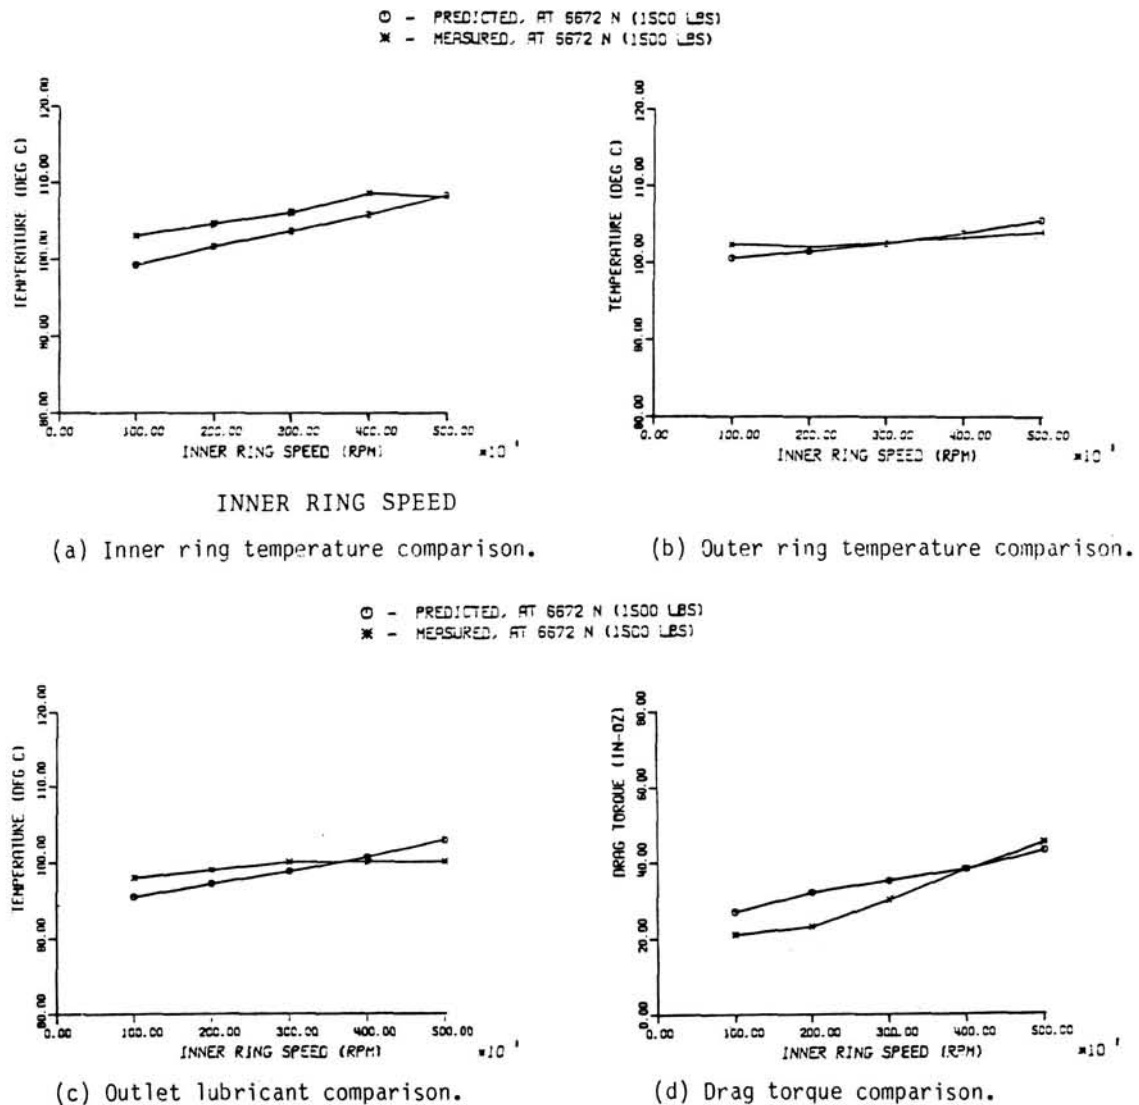 o - PREDICTED, AT 6672 N (1500 LBS)
* - MEASURED, AT 6672 N (1500 LBS)
TEMPERATURE (DEG C)
120.00
110.00
100.00
80.00
0.00 100.00 200.00 300.00 400.00 500.00
INNER RING SPEED (RPM) *10 1
INNER RING SPEED
(a) Inner ring temperature comparison.
TEMPERATURE (DEG C)
120.00
110.00
100.00
80.00
0.00 100.00 200.00 300.00 400.00 500.00
INNER RING SPEED (RPM) *10 1
(b) Outer ring temperature comparison.
o - PREDICTED, AT 6672 N (1500 LBS)
* - MEASURED, AT 6672 N (1500 LBS)
TEMPERATURE (DEG C)
120.00
110.00
100.00
80.00
0.00 100.00 200.00 300.00 400.00 500.00
INNER RING SPEED (RPM) *10 1
(c) Outlet lubricant comparison.
DRAG TORQUE (IN-OZ)
80.00
60.00
40.00
20.00
0.00
0.00 100.00 200.00 300.00 400.00 500.00
INNER RING SPEED (RPM) *10 1
(d) Drag torque comparison.